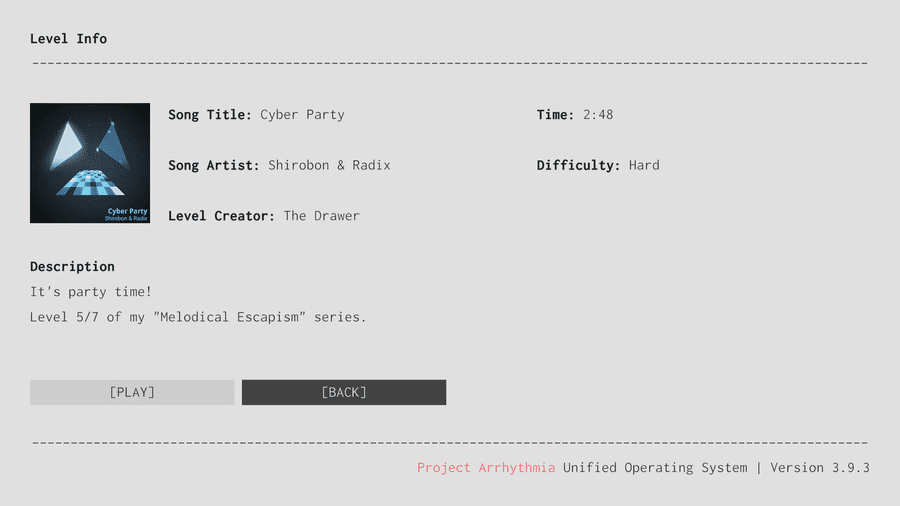 Level Info
Song Title: Cyber Party
Time: 2:48
Song Artist: Shirobon & Radix
Difficulty: Hard
Level Creator: The Drawer
Cyber Party
Shirobon & Radix
Description
It's party time!
Level 5/7 of my "Melodical Escapism" series.
[PLAY]
[BACK]
Project Arrhythmia Unified Operating System | Version 3.9.3